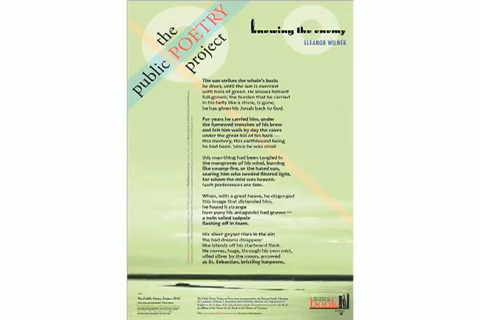 the
public POETRY
project
knowing the enemy
ELEANOR WILNER
The sun strikes the whale's back;
he dives, until the sun is overcast
with tons of green. He knows himself
full-grown; the burden that he carried
in his belly like a stone, is gone;
he has given his Jonah back to God.
For years he carried him, under
the furrowed trenches of his brow
and felt him walk by day the caves
under the great hill of his back —
this memory, this earthbound being
he had been. Since he was small
this man-thing had been tangled in
the mangroves of his mind, burning
like swamp fire, or the hated sun,
searing him who needed filtered light,
for whom the mist was heaven.
Such preferences are fate.
When, with a great heave, he disgorged
this image that distended him,
he found it strange
how puny his antagonist had grown —
a twin tailed tadpole
flashing off in foam.
His silver geyser rises in the air;
the bad dreams disappear
like islands off his starboard flank.
He moves, huge, through his own mist,
oiled silver by the moon, arrowed
as St. Sebastian, bristling harpoons.
The Public Poetry Project 2010
book